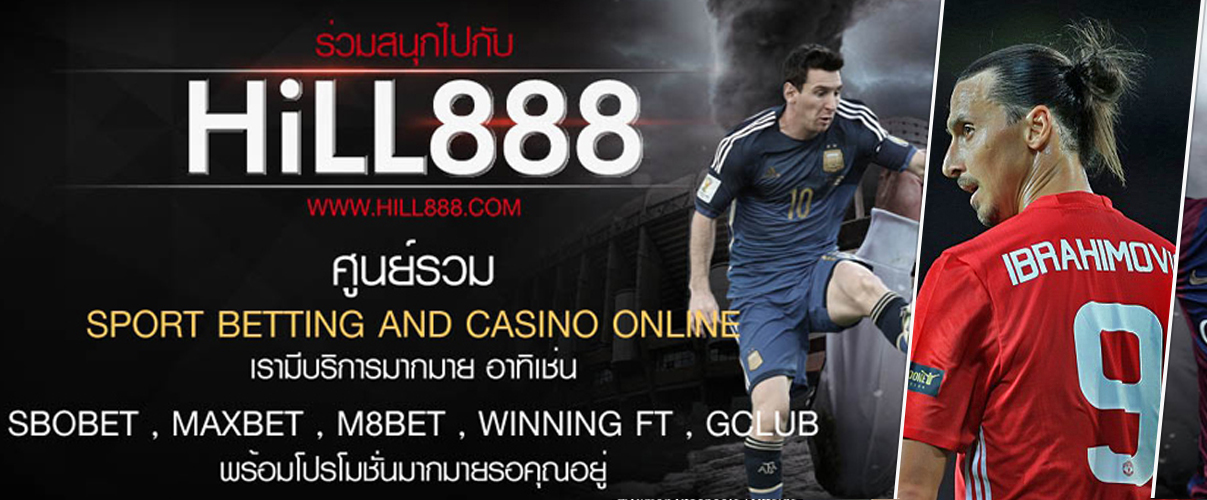 ร่วมสนุกไปกับ
HiLL888
WWW.HILL888.COM
ศูนย์รวม
SPORT BETTING AND CASINO ONLINE
เรามีบริการมากมาย อาทิเช่น
SBOBET , MAXBET , M8BET , WINNING FT , GCLUB
พร้อมโปรโมชั่นมากมายรอคุณอยู่
10
AFA
IBRAHIMOVI
9